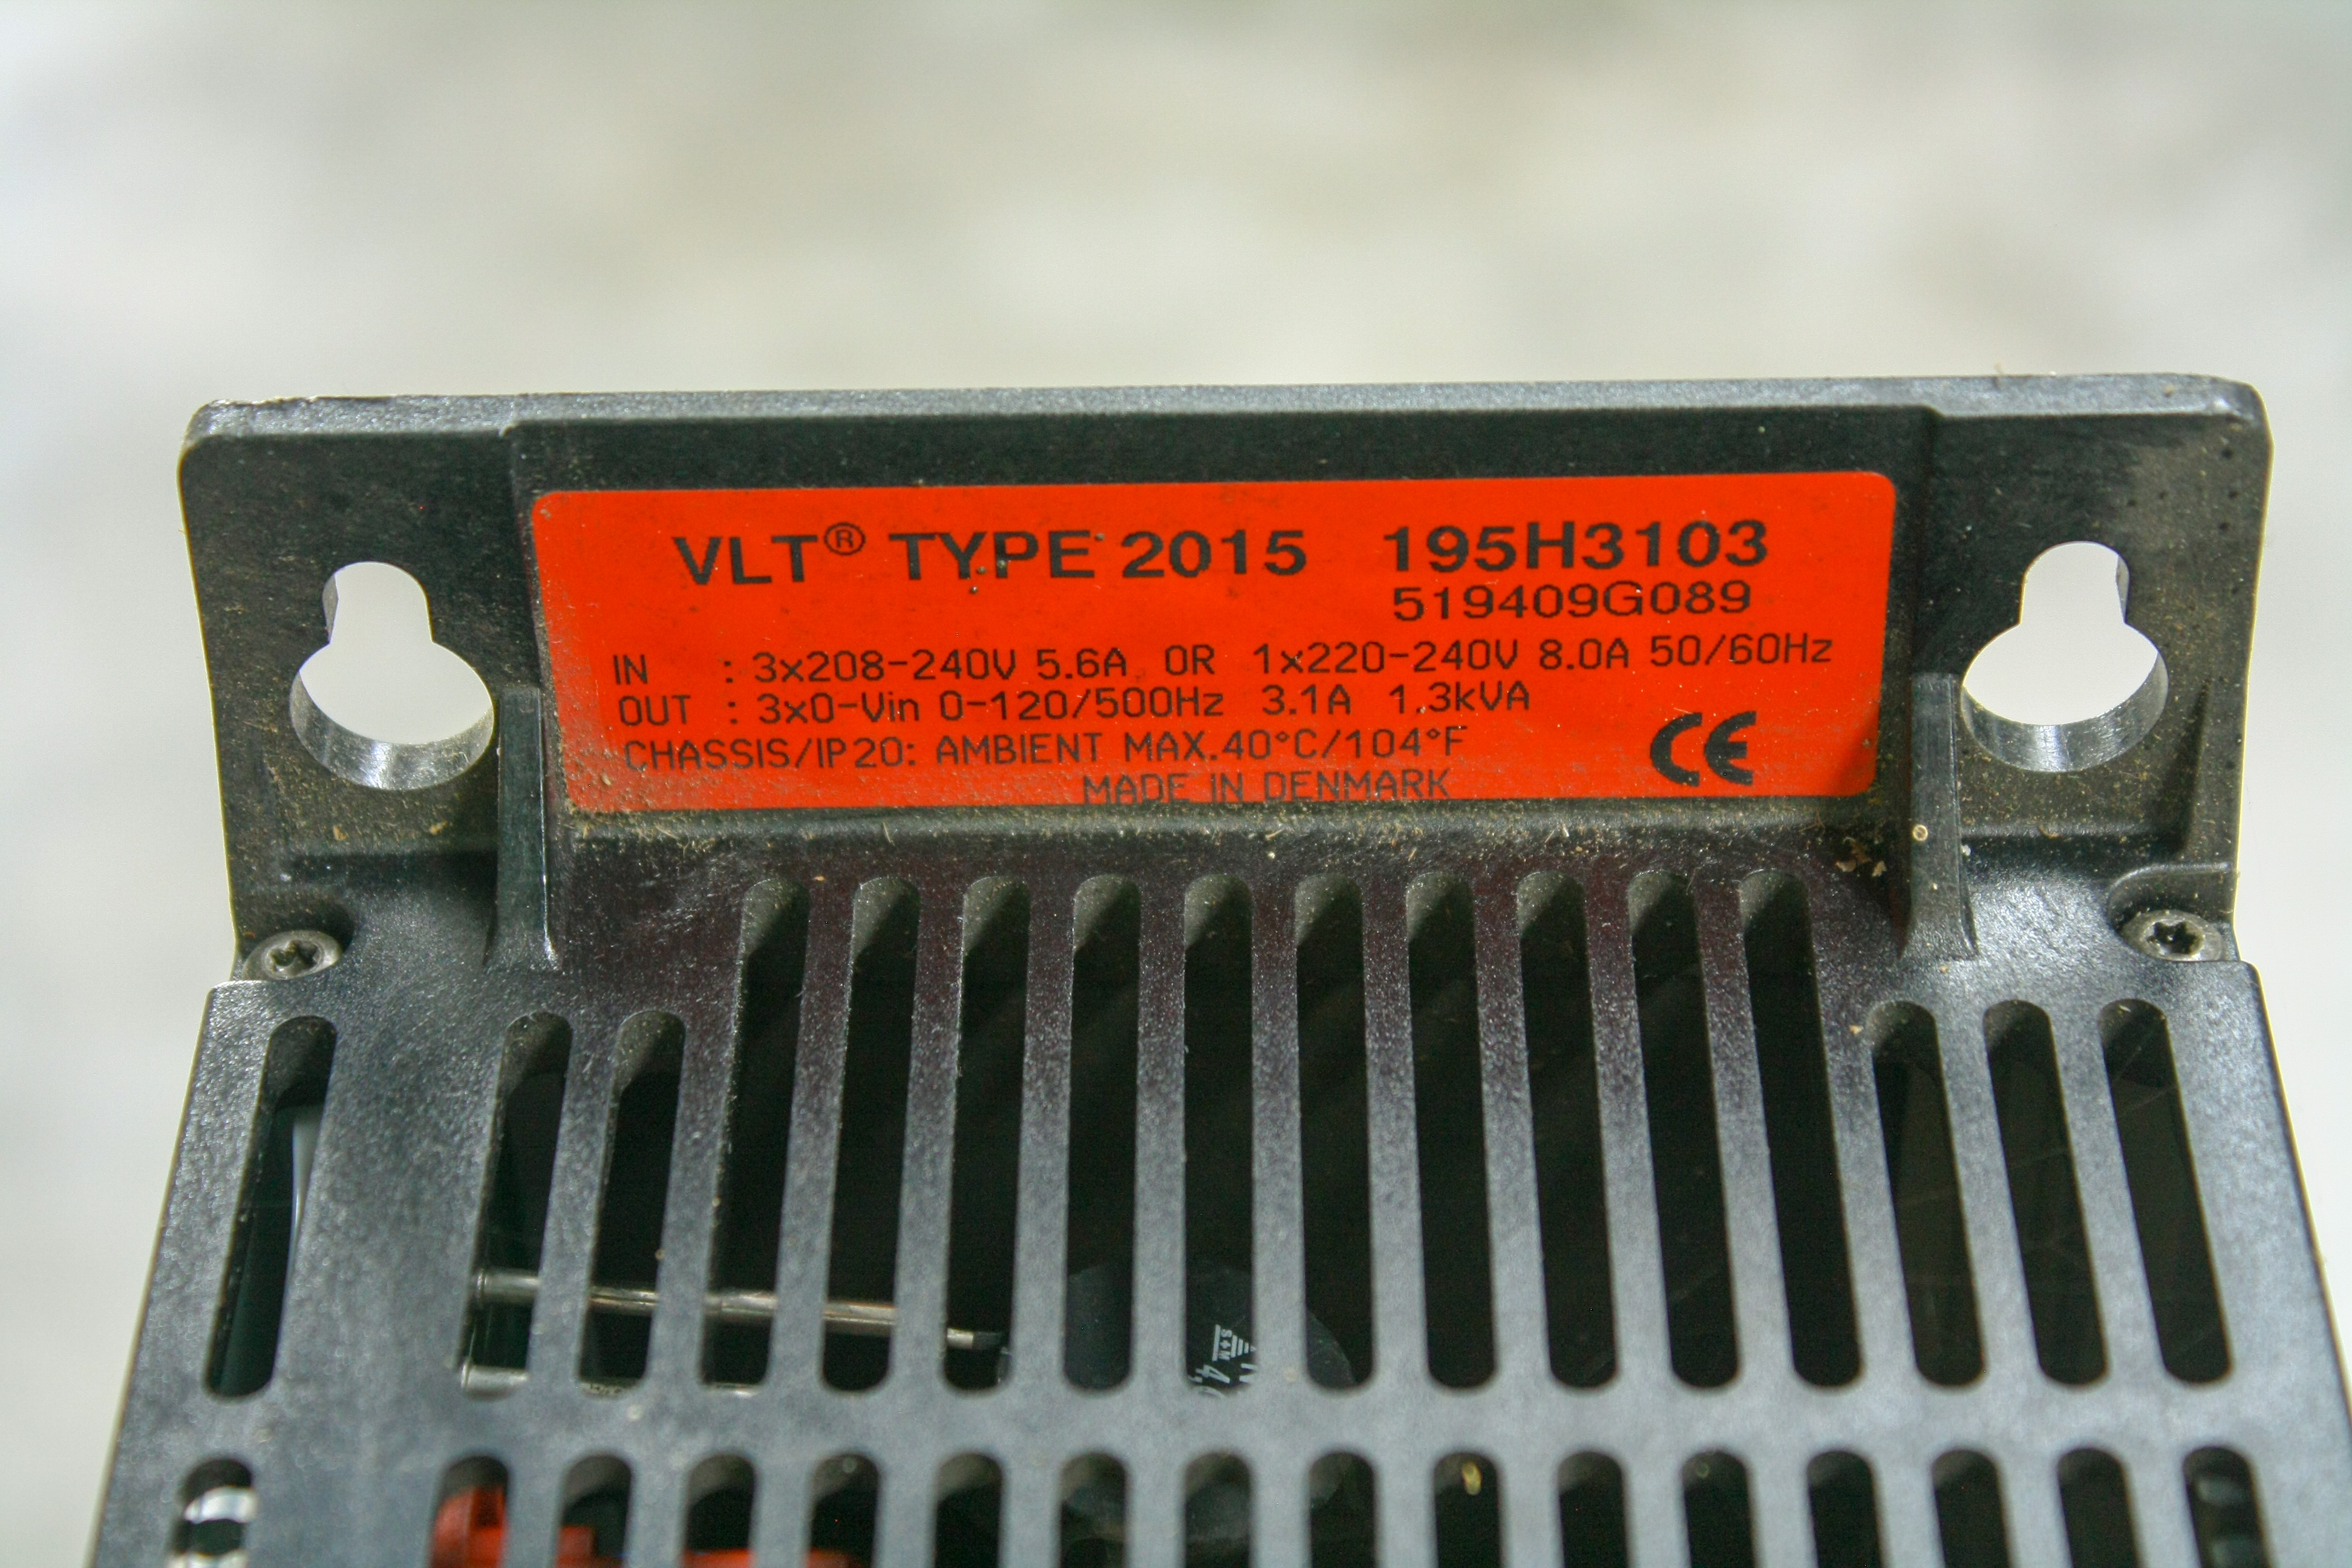 VLT® TYPE 2015 195H3103
519409G089
IN : 3x208-240V 5.6A OR 1x220-240V 8.0A 50/60Hz
OUT : 3x0-Vin 0-120/500Hz 3.1A 1.3kVA
CHASSIS/IP20: AMBIENT MAX.40°C/104°F
CE
MADE IN DENMARK
S+M